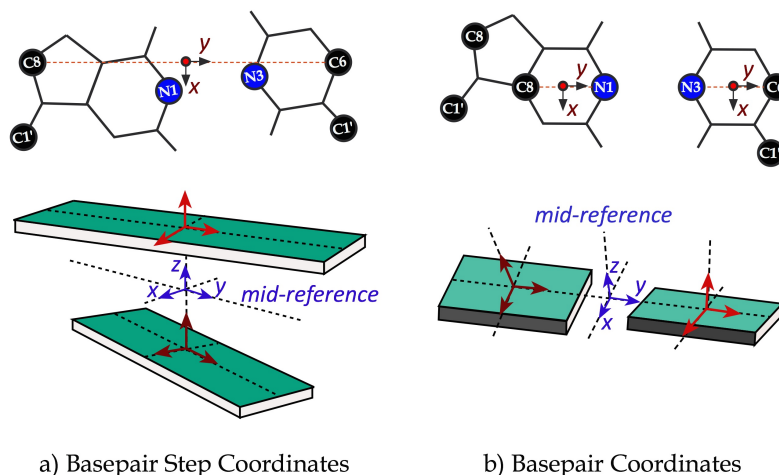 C8
y
C6
N1
N3
x
C1'
C1'
z
x
y
mid-reference
a) Basepair Step Coordinates
C8
y
y
C8
N1
N3
x
x
C1'
C1'
mid-reference
z
y
x
b) Basepair Coordinates